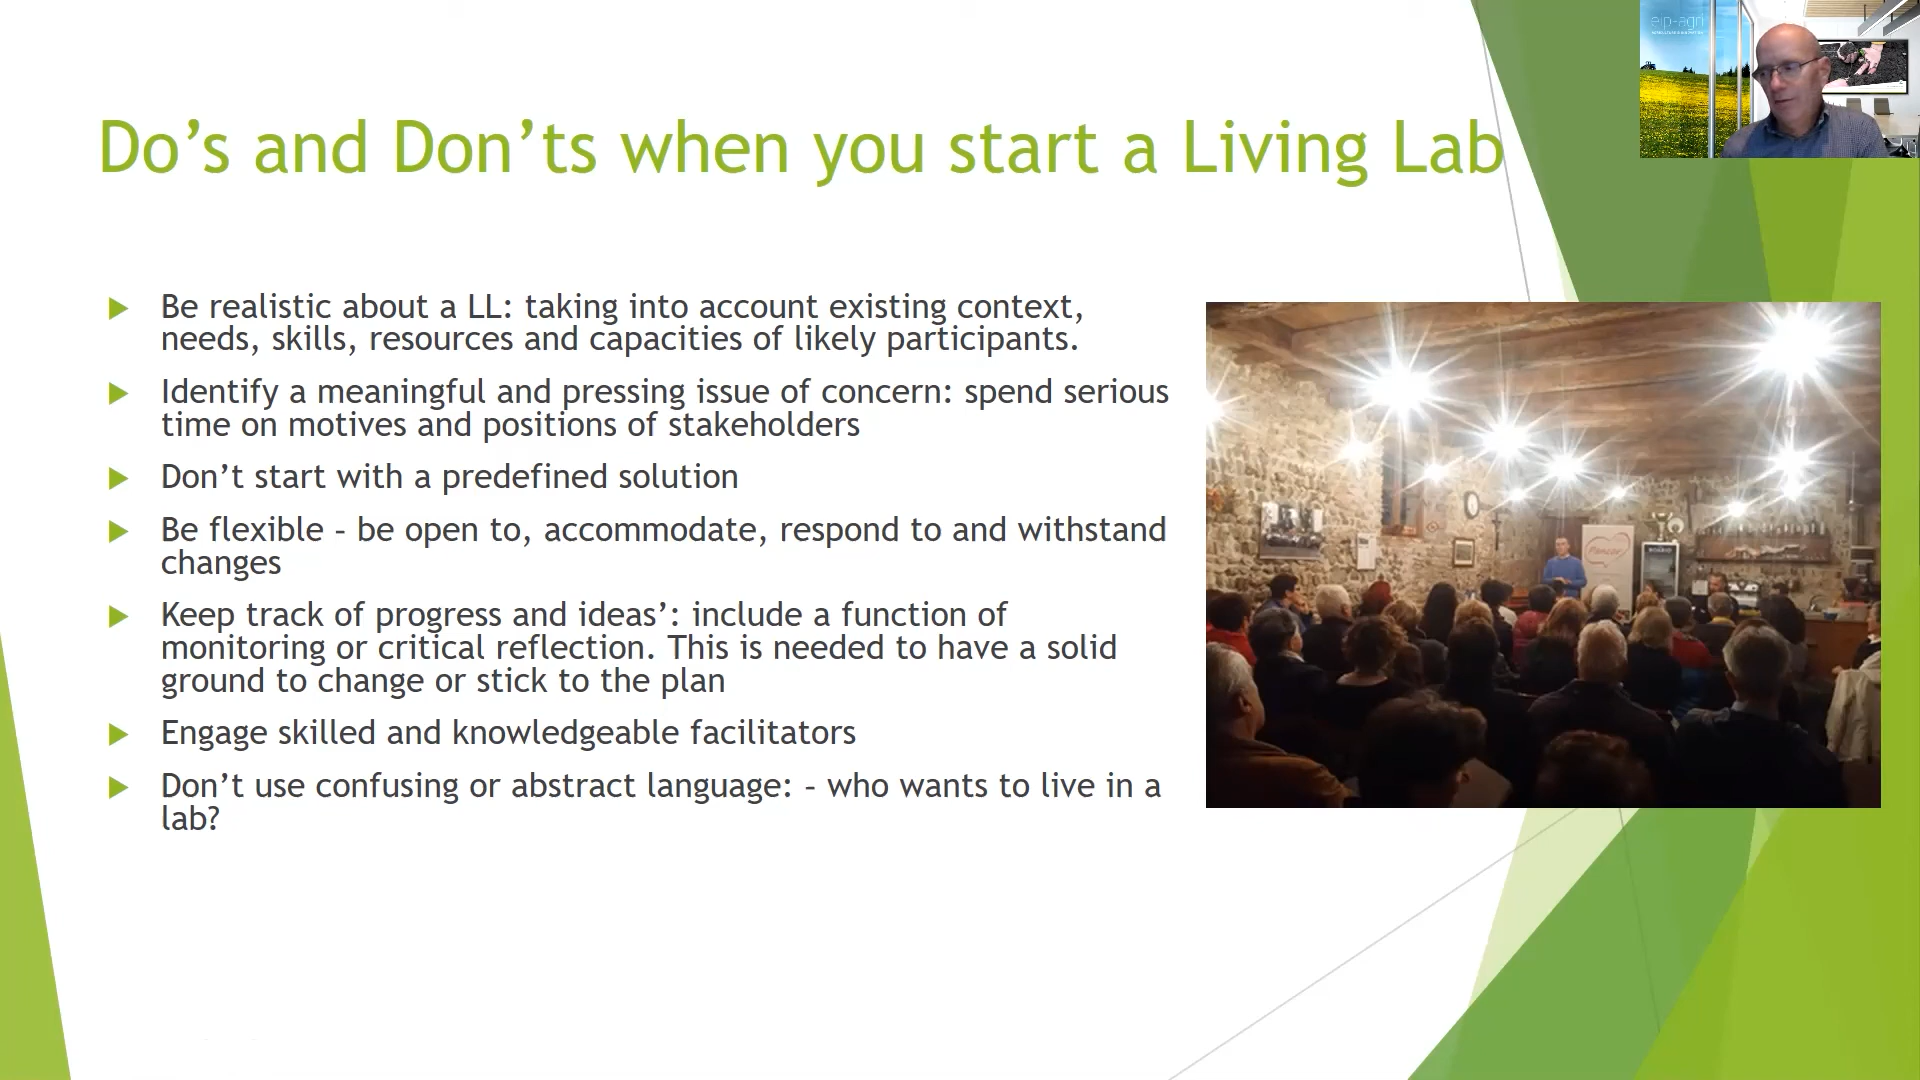 eip-agri
Do’s and Don’ts when you start a Living Lab
Be realistic about a LL: taking into account existing context,
needs, skills, resources and capacities of likely participants.
Identify a meaningful and pressing issue of concern: spend serious
time on motives and positions of stakeholders
Don’t start with a predefined solution
Be flexible – be open to, accommodate, respond to and withstand
changes
Keep track of progress and ideas’: include a function of
monitoring or critical reflection. This is needed to have a solid
ground to change or stick to the plan
Engage skilled and knowledgeable facilitators
Don’t use confusing or abstract language: – who wants to live in a
lab?